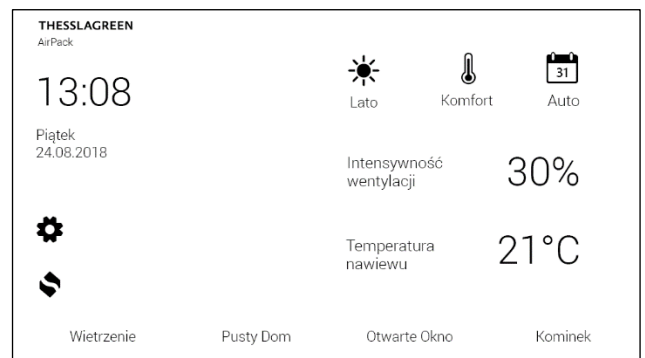 THESSLAGREEN
AirPack
13:08
Piątek
24.08.2018
31
Lato
Komfort
Auto
Intensywność
wentylacji
30%
Temperatura
nawiewu
21°C
Wietrzenie
Pusty Dom
Otwarte Okno
Kominek